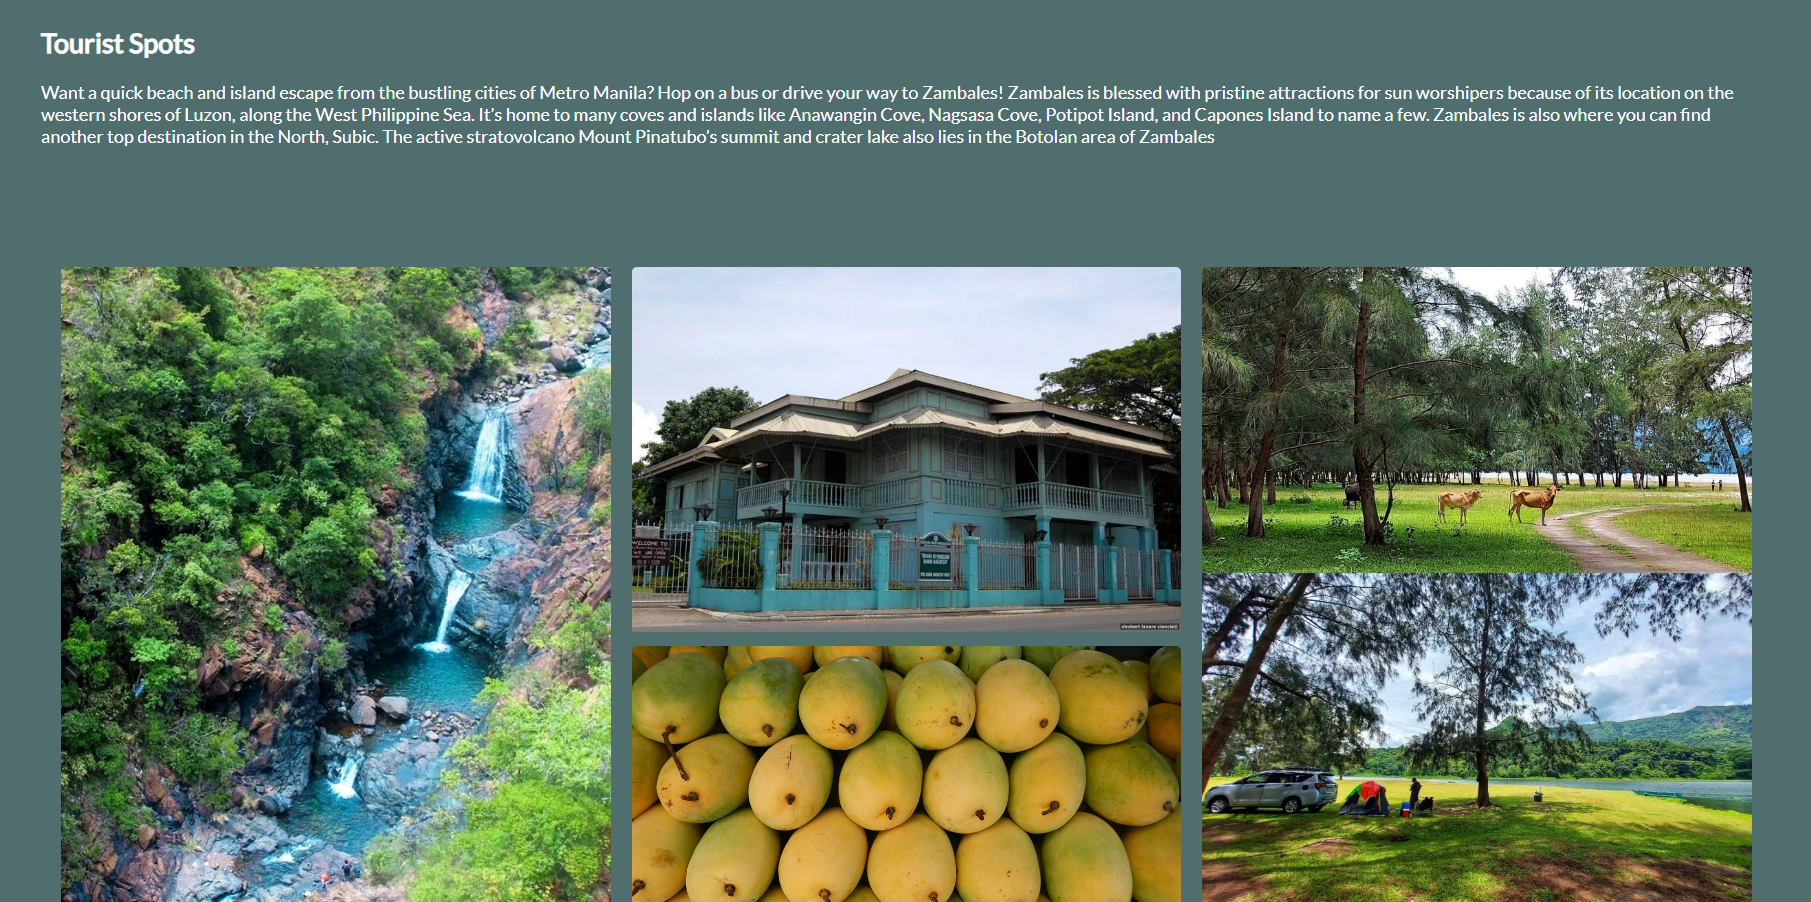 Tourist Spots
Want a quick beach and island escape from the bustling cities of Metro Manila? Hop on a bus or drive your way to Zambales! Zambales is blessed with pristine attractions for sun worshipers because of its location on the
western shores of Luzon, along the West Philippine Sea. It’s home to many coves and islands like Anawangin Cove, Nagsasa Cove, Potipot Island, and Capones Island to name a few. Zambales is also where you can find
another top destination in the North, Subic. The active stratovolcano Mount Pinatubo’s summit and crater lake also lies in the Botolan area of Zambales
WELCOME TO
WE ARE OPEN